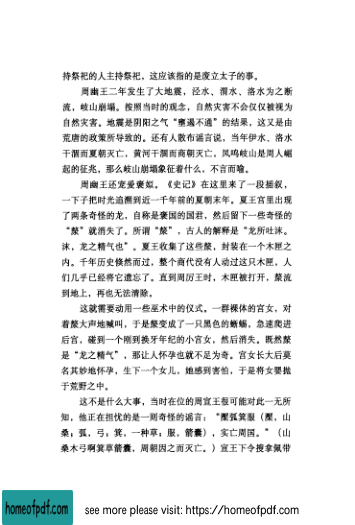 持祭祀的人主持祭祀，这应该指的是废立太子的事。
周幽王二年发生了大地震，泾水、渭水、洛水为之断
流，岐山崩塌。按照当时的观念，自然灾害不会仅仅被视为
自然灾害。地震是阴阳之气“壅遏不通”的结果，这又是由
荒唐的政策所导致的。还有人散布谣言说，当年伊水、洛水
干涸而夏朝灭亡，黄河干涸而商朝灭亡，凤鸣岐山是周人崛
起的征兆，那么岐山崩塌象征着什么，不言而喻。
周幽王还宠爱褒姒。《史记》在这里来了一段插叙，
一下子把时光追溯到近一千年前的夏朝末年。夏王宫里出现
了两条奇怪的龙，自称是褒国的国君，然后留下一些奇怪的
“漦”就消失了。所谓“漦”，古人的解释是“龙所吐沫。
沫，龙之精气也”。夏王收集了这些漦，封装在一个木匣之
内。千年历史倏然而过，整个商代没有人动过这只木匣，人
们几乎已经将它遗忘了。直到周厉王时，木匣被打开，漦流
到地上，再也无法清除。
这就需要动用一些巫术中的仪式。一群裸体的宫女，对
着漦大声地喊叫，于是漦变成了一只黑色的蜥蜴，急速爬进
后宫，碰到一个刚到换牙年纪的小宫女，然后消失。既然漦
是“龙之精气”，那让人怀孕也就不足为奇。宫女长大后莫
名其妙地怀孕，生下一个女儿，她感到害怕，于是将女婴抛
于荒野之中。
这不是什么大事，当时在位的周宣王很可能对此一无所
知，他正在担忧的是一则奇怪的谣言：“檿弧箕服（檿，山
桑；弧，弓；箕，一种草；服，箭囊），实亡周国。”（山
桑木弓啊箕草箭囊，周朝因之而灭亡。）宣王下令搜拿佩带
homeofpdf.com
see more please visit: https://homeofpdf.com